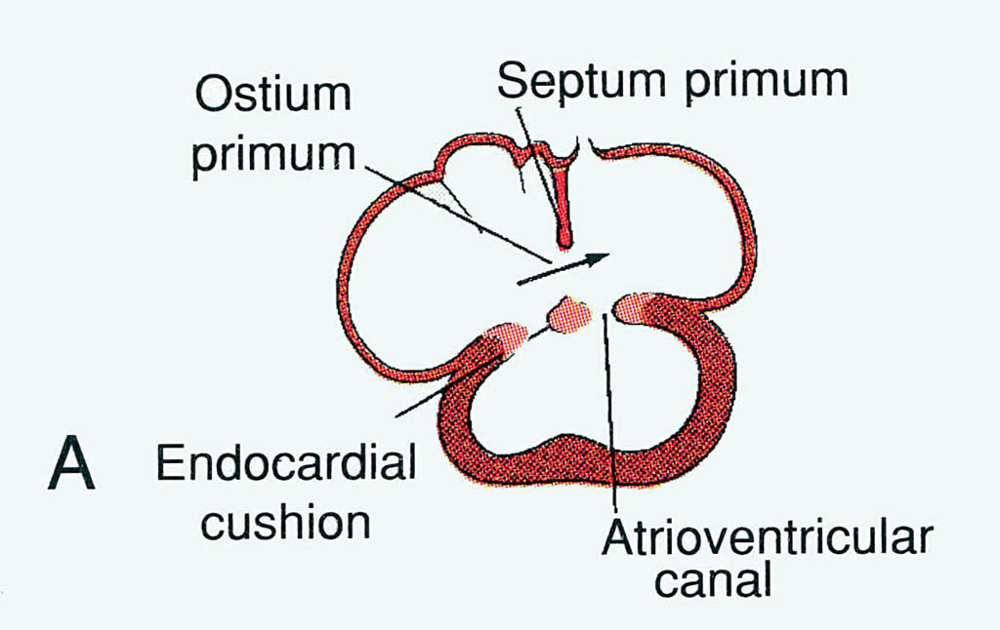 Ostium
primum
Septum primum
A
Endocardial
cushion
Atrioventricular
canal